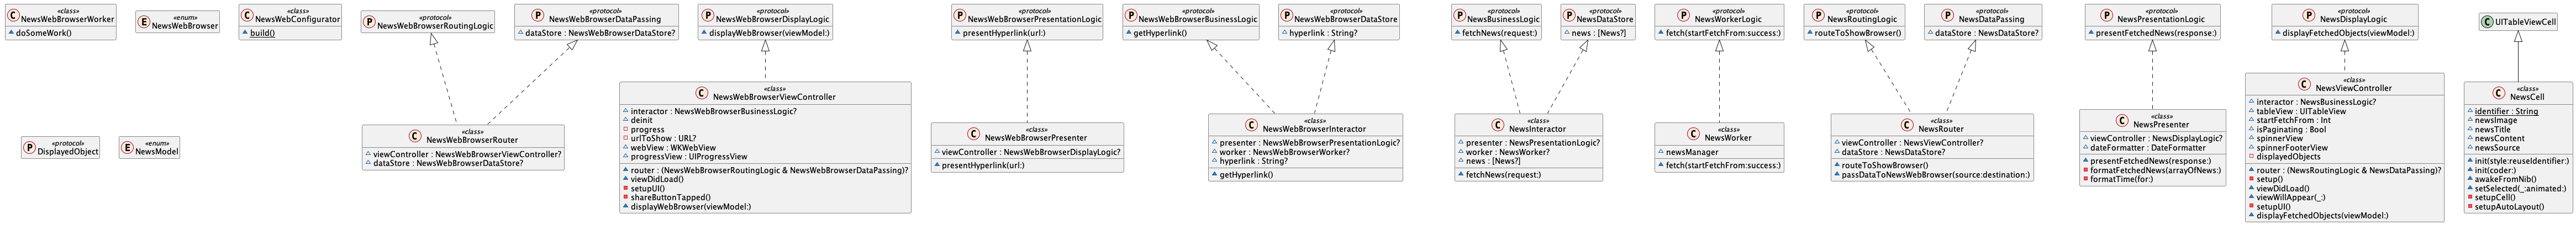 «class»
C NewsWebBrowserWorker
doSomeWork()
«enum»
E NewsWebBrowser
«class»
C NewsWebConfigurator
build()
«protocol»
P NewsWebBrowserRoutingLogic
«protocol»
P NewsWebBrowserDataPassing
dataStore : NewsWebBrowserDataStore?
«protocol»
P NewsWebBrowserDisplayLogic
displayWebBrowser(viewModel:)
«protocol»
P NewsWebBrowserPresentationLogic
presentHyperlink(url:)
«protocol»
P NewsWebBrowserBusinessLogic
getHyperlink()
«protocol»
P NewsWebBrowserDataStore
hyperlink : String?
«protocol»
P NewsBusinessLogic
fetchNews(request:)
«protocol»
P NewsDataStore
news : [News?]
«protocol»
P NewsWorkerLogic
fetch(startFetchFrom:success:)
«protocol»
P NewsRoutingLogic
routeToShowBrowser()
«protocol»
P NewsDataPassing
dataStore : NewsDataStore?
«protocol»
P NewsPresentationLogic
presentFetchedNews(response:)
«protocol»
P NewsDisplayLogic
displayFetchedObjects(viewModel:)
C UITableViewCell
«protocol»
P DisplayedObject
«enum»
E NewsModel
«class»
C NewsWebBrowserRouter
viewController : NewsWebBrowserViewController?
dataStore : NewsWebBrowserDataStore?
«class»
C NewsWebBrowserViewController
interactor : NewsWebBrowserBusinessLogic?
deinit
progress
urlToShow : URL?
webView : WKWebView
progressView : UIProgressView
router : (NewsWebBrowserRoutingLogic & NewsWebBrowserDataPassing)?
viewDidLoad()
setupUI()
shareButtonTapped()
displayWebBrowser(viewModel:)
«class»
C NewsWebBrowserPresenter
viewController : NewsWebBrowserDisplayLogic?
presentHyperlink(url:)
«class»
C NewsWebBrowserInteractor
presenter : NewsWebBrowserPresentationLogic?
worker : NewsWebBrowserWorker?
hyperlink : String?
getHyperlink()
«class»
C NewsInteractor
presenter : NewsPresentationLogic?
worker : NewsWorker?
news : [News?]
fetchNews(request:)
«class»
C NewsWorker
newsManager
fetch(startFetchFrom:success:)
«class»
C NewsRouter
viewController : NewsViewController?
dataStore : NewsDataStore?
routeToShowBrowser()
passDataToNewsWebBrowser(source:destination:)
«class»
C NewsPresenter
viewController : NewsDisplayLogic?
dateFormatter : DateFormatter
presentFetchedNews(response:)
formatFetchedNews(arrayOfNews:)
formatTime(for:)
«class»
C NewsViewController
interactor : NewsBusinessLogic?
tableView : UITableView
startFetchFrom : Int
isPaginating : Bool
spinnerView
spinnerFooterView
displayedObjects
router : (NewsRoutingLogic & NewsDataPassing)?
setup()
viewDidLoad()
viewWillAppear(_:)
setupUI()
displayFetchedObjects(viewModel:)
«class»
C NewsCell
identifier : String
newsImage
newsTitle
newsContent
newsSource
init(style:reuseIdentifier:)
init(coder:)
awakeFromNib()
setSelected(_:animated:)
setupCell()
setupAutoLayout()